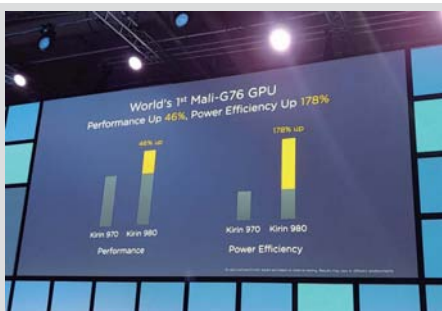 World's 1st Mali-G76 GPU
Performance Up 46%, Power Efficiency Up 178%
46% up
178% up
Kirin 970 Kirin 980
Kirin 970 Kirin 980
Performance
Power Efficiency